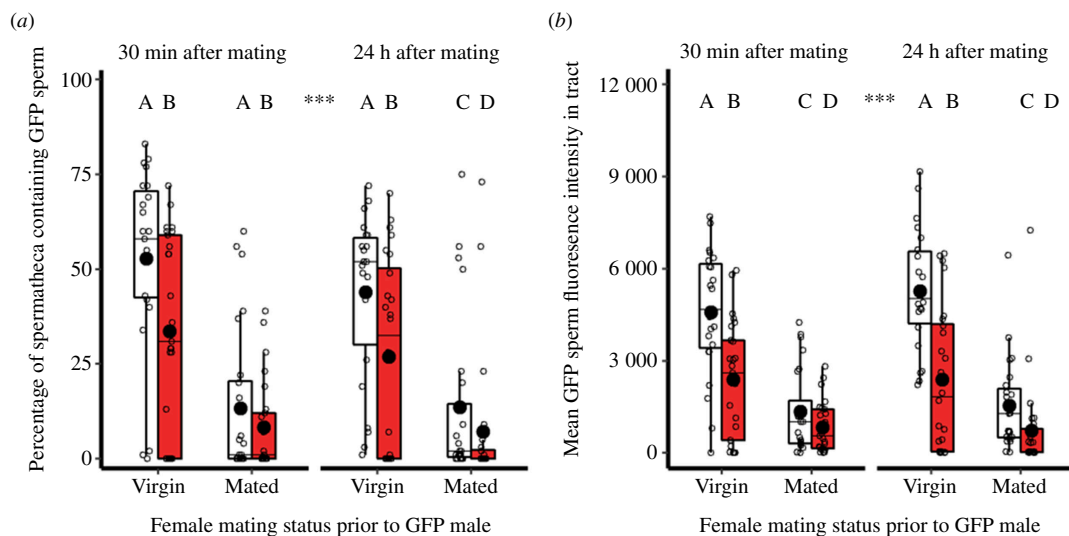 (a)
30 min after mating 24 h after mating
Percentage of spermatheca containing GFP sperm
100
75
50
25
0
A B A B *** A B C D
Virgin Mated Virgin Mated
Female mating status prior to GFP male
(b)
30 min after mating 24 h after mating
Mean GFP sperm fluoresence intensity in tract
12 000
9 000
6 000
3 000
0
A B C D *** A B C D
Virgin Mated Virgin Mated
Female mating status prior to GFP male